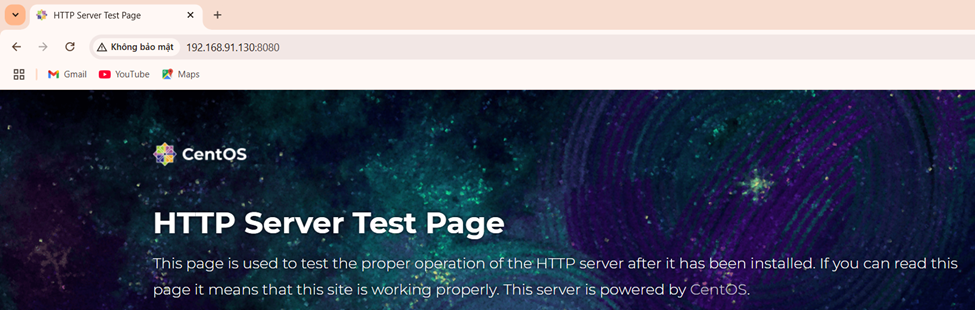 HTTP Server Test Page
Không bảo mật 192.168.91.130:8080
Gmail YouTube Maps
CentOS
HTTP Server Test Page
This page is used to test the proper operation of the HTTP server after it has been installed. If you can read this
page it means that this site is working properly. This server is powered by CentOS.